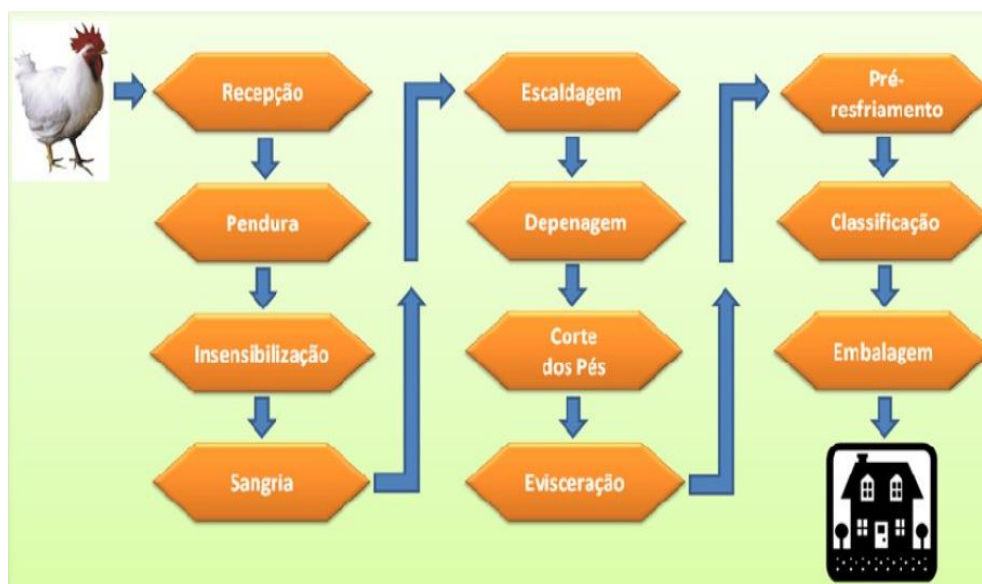 Recepção
Pendura
Insensibilização
Sangria
Escaldagem
Depenagem
Corte
dos Pés
Evisceração
Pré-
resfriamento
Classificação
Embalagem